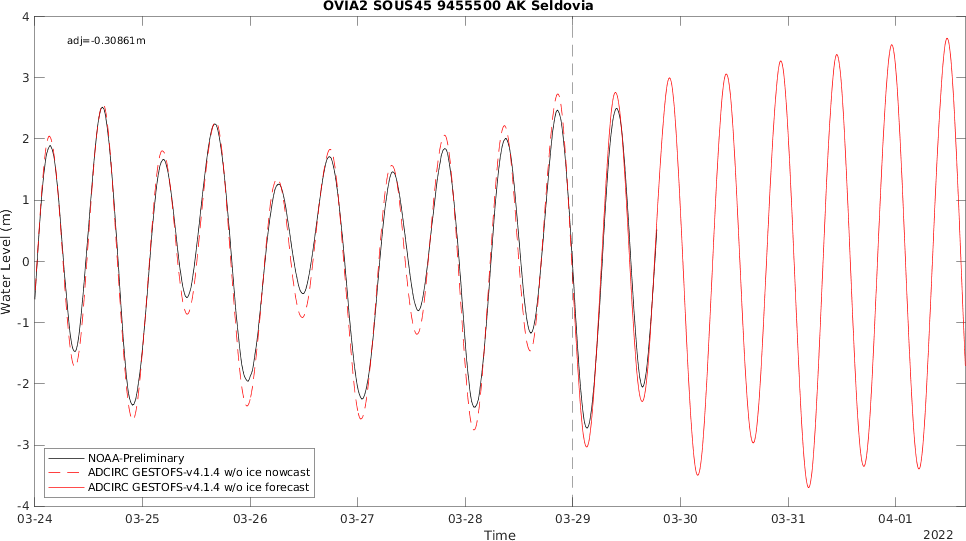 OVIA2 SOUS45 9455500 AK Seldovia
adj=-0.30861m
4
3
2
1
0
-1
-2
-3
-4
Water Level (m)
NOAA-Preliminary
ADCIRC GESTOFS-v4.1.4 w/o ice nowcast
ADCIRC GESTOFS-v4.1.4 w/o ice forecast
03-24 03-25 03-26 03-27 03-28 03-29 03-30 03-31 04-01
Time
2022